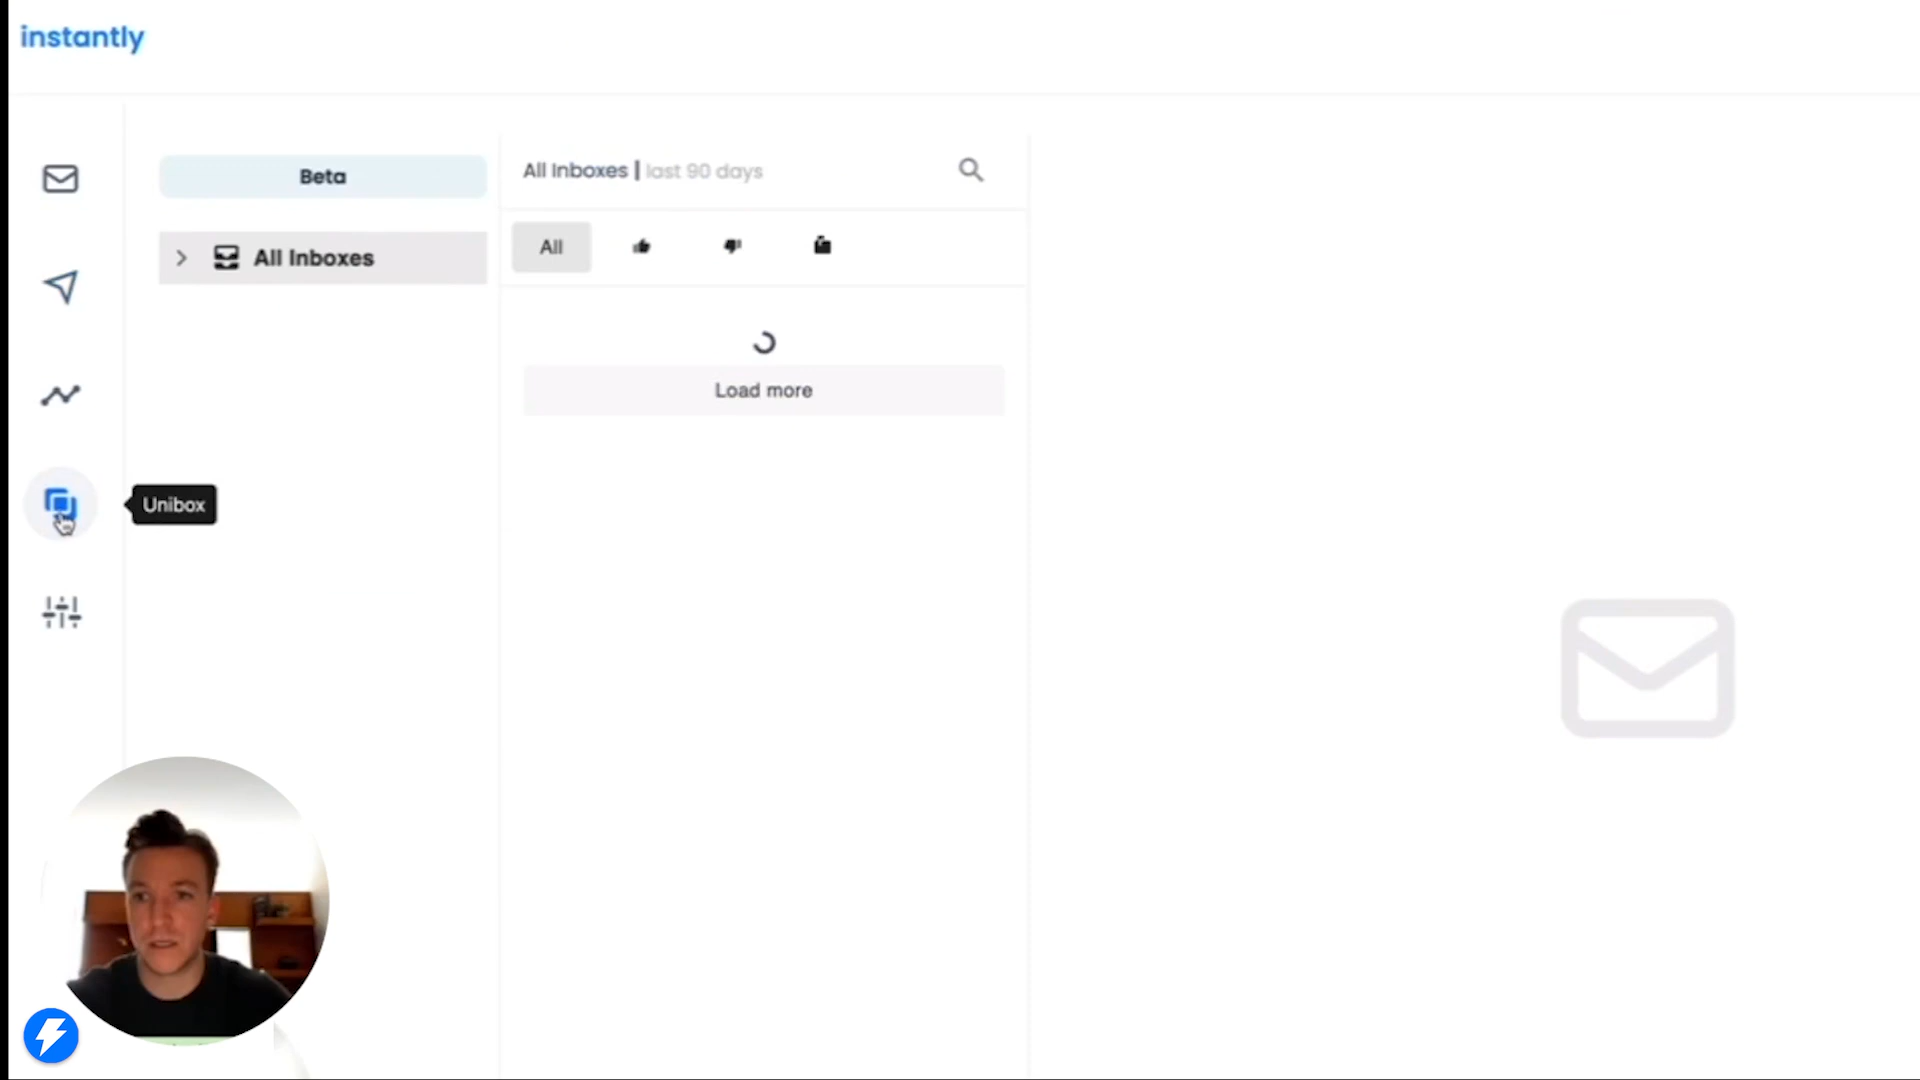 instantly
Beta
All Inboxes
All Inboxes | last 90 days
All
Load more
Unibox